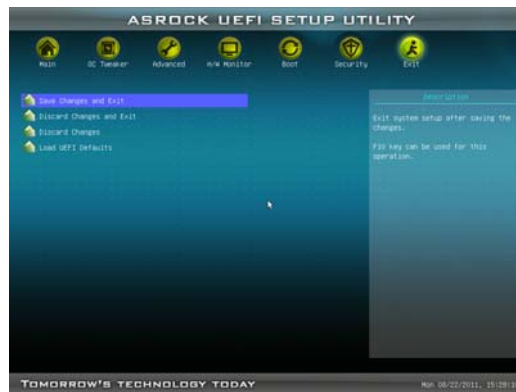 ASROCK UEFI SETUP UTILITY
Main OC Tweaker Advanced H/W Monitor Boot Security Exit
Save Changes and Exit
Discard Changes and Exit
Discard Changes
Load UEFI Defaults
Description
Exit system setup after saving the
changes.
F10 key can be used for this
operation.
TOMORROW'S TECHNOLOGY TODAY
Mon 08/22/2011, 15:28: